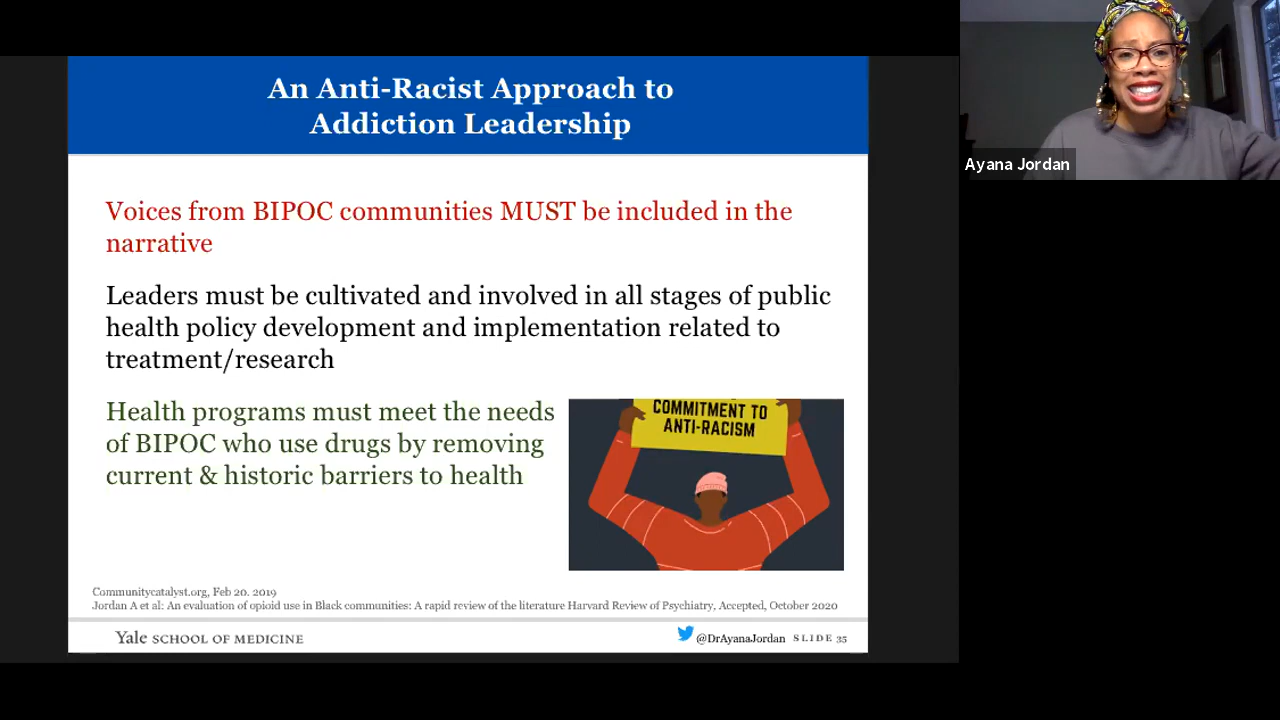 An Anti-Racist Approach to
Addiction Leadership
Ayana Jordan
Voices from BIPOC communities MUST be included in the
narrative
Leaders must be cultivated and involved in all stages of public
health policy development and implementation related to
treatment/research
Health programs must meet the needs
of BIPOC who use drugs by removing
current & historic barriers to health
COMMITMENT TO
ANTI-RACISM
Communitycatalyst.org, Feb 20. 2019
Jordan A et al: An evaluation of opioid use in Black communities: A rapid review of the literature Harvard Review of Psychiatry, Accepted, October 2020
Yale SCHOOL OF MEDICINE
@DrAyanaJordan SLIDE 35